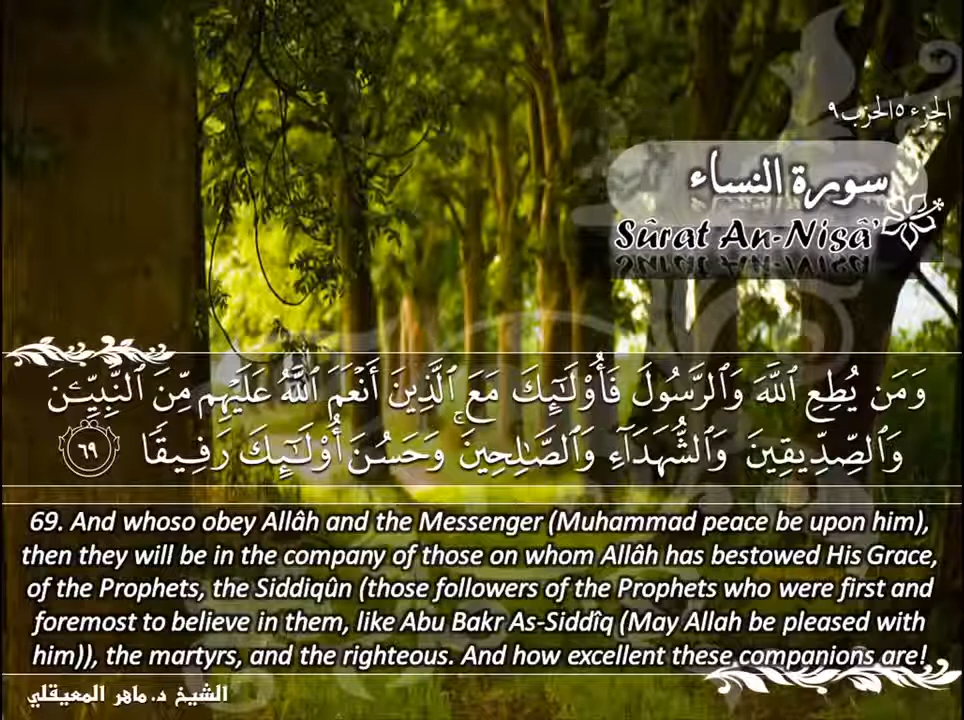 الجزء ٥ الحزب ٩
سورة النساء
Sûrat An-Nisâ'
وَمَن يُطِعِ ٱللَّهَ وَٱلرَّسُولَ فَأُو۟لَـٰٓئِكَ مَعَ ٱلَّذِينَ أَنْعَمَ ٱللَّهُ عَلَيْهِم مِّنَ ٱلنَّبِيِّـۧنَ
وَٱلصِّدِّيقِينَ وَٱلشُّهَدَآءِ وَٱلصَّـٰلِحِينَ ۚ وَحَسُنَ أُو۟لَـٰٓئِكَ رَفِيقًا ٦٩
69. And whoso obey Allâh and the Messenger (Muhammad peace be upon him),
then they will be in the company of those on whom Allâh has bestowed His Grace,
of the Prophets, the Siddiqûn (those followers of the Prophets who were first and
foremost to believe in them, like Abu Bakr As-Siddîq (May Allah be pleased with
him)), the martyrs, and the righteous. And how excellent these companions are!
الشيخ د. ماهر المعيقلي